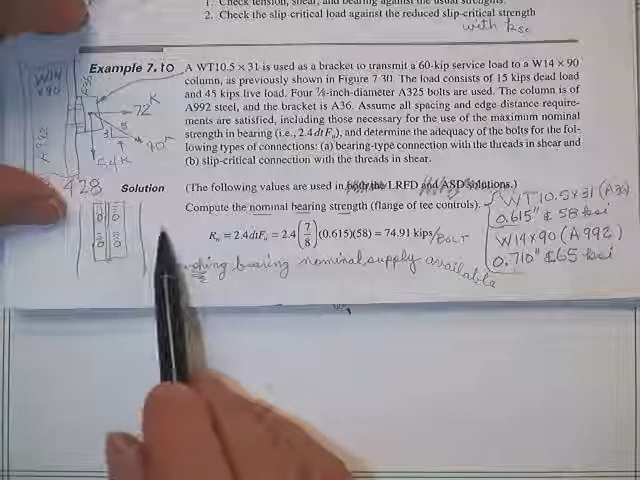 1. Check tension, shear, and bearing against the usual strengths.
2. Check the slip-critical load against the reduced slip-critical strength
with ksc
Example 7.10 A WT10.5 × 31 is used as a bracket to transmit a 60-kip service load to a W14 × 90
column, as previously shown in Figure 7.30. The load consists of 15 kips dead load
and 45 kips live load. Four ⅞-inch-diameter A325 bolts are used. The column is of
A992 steel, and the bracket is A36. Assume all spacing and edge distance require-
ments are satisfied, including those necessary for the use of the maximum nominal
strength in bearing (i.e., 2.4dtFu), and determine the adequacy of the bolts for the fol-
lowing types of connections: (a) bearing-type connection with the threads in shear and
(b) slip-critical connection with the threads in shear.
W14
×90
A992
A36
72K
3
90K
54K
428
Solution (The following values are used in both the LRFD and ASD solutions.)
Compute the nominal bearing strength (flange of tee controls).
Rn = 2.4dtFu = 2.4(7/8)(0.615)(58) = 74.91 kips/BOLT
bearing nominal supply available
WT10.5×31 (A36)
0.615" & 58 ksi
W14×90 (A992)
0.710" & 65 ksi